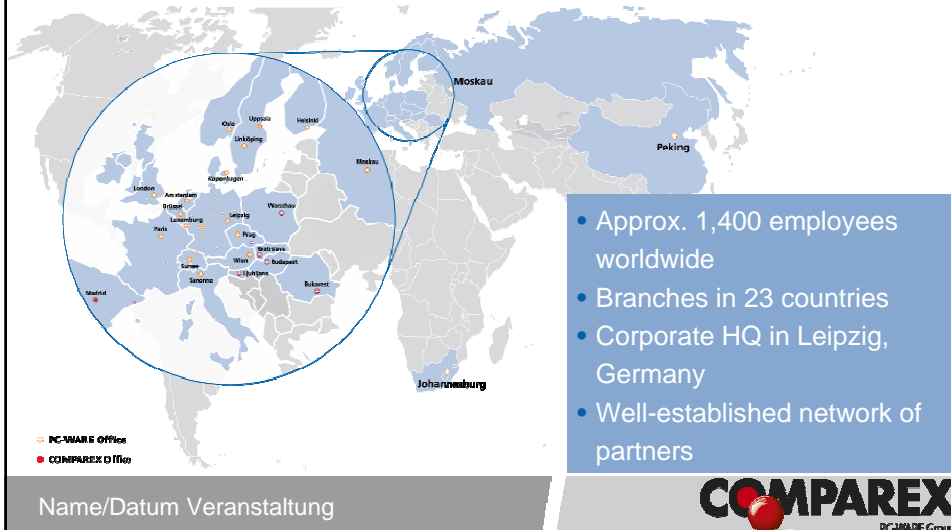 Moskau
Peking
Oslo
Uppsala
Helsinki
Linköping
Moskau
Kopenhagen
London
Amsterdam
Brüssel
Luxemburg
Leipzig
Warschau
Paris
Prag
Bratislava
Wien
Budapest
Ljubljana
Madrid
Bukarest
Johannesburg
PC-WARE Office
COMPAREX Office
• Approx. 1,400 employees
worldwide
• Branches in 23 countries
• Corporate HQ in Leipzig,
Germany
• Well-established network of
partners
Name/Datum Veranstaltung
COMPAREX
PC-WARE Group